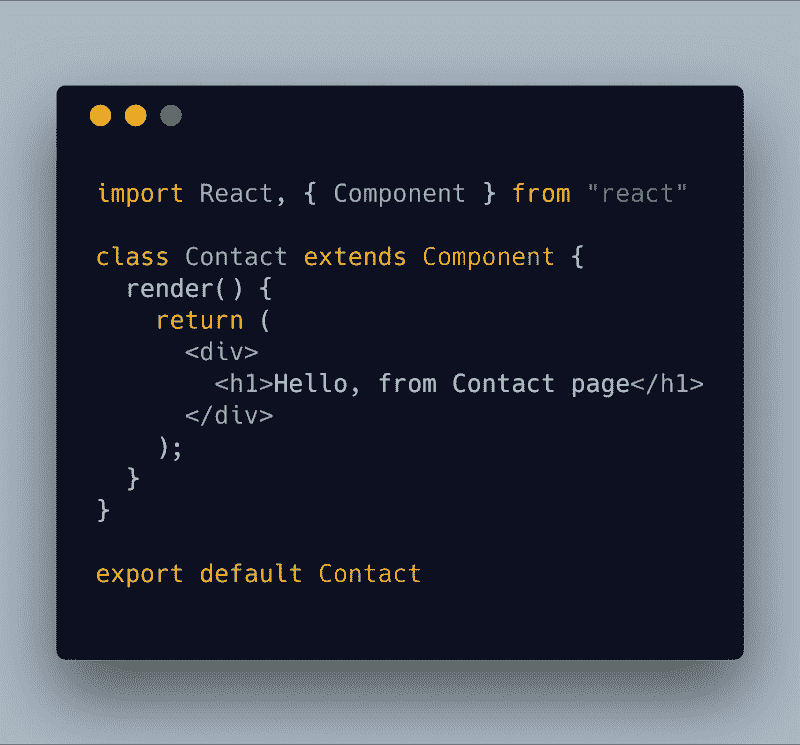 import React, { Component } from "react"
class Contact extends Component {
render() {
return (
<div>
<h1>Hello, from Contact page</h1>
</div>
);
}
}
export default Contact